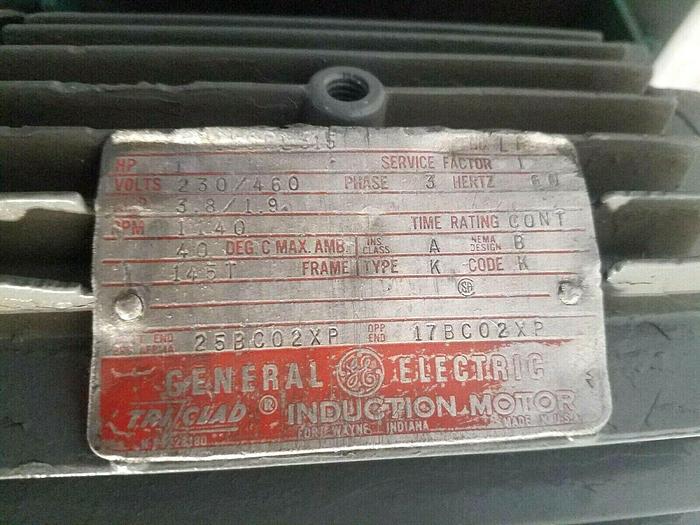 HP 1 SERVICE FACTOR 1
VOLTS 230/460 PHASE 3 HERTZ 60
3.8/1.9
RPM 1140 TIME RATING CONT
40 DEG. C MAX. AMB. INS. CLASS A NEMA DESIGN B
145T FRAME TYPE K CODE K
SA
END 25BC02XP OPP END 17BC02XP
GENERAL GE ELECTRIC
TRI CLAD ® INDUCTION MOTOR
FORT WAYNE, INDIANA MADE IN U.S.A.